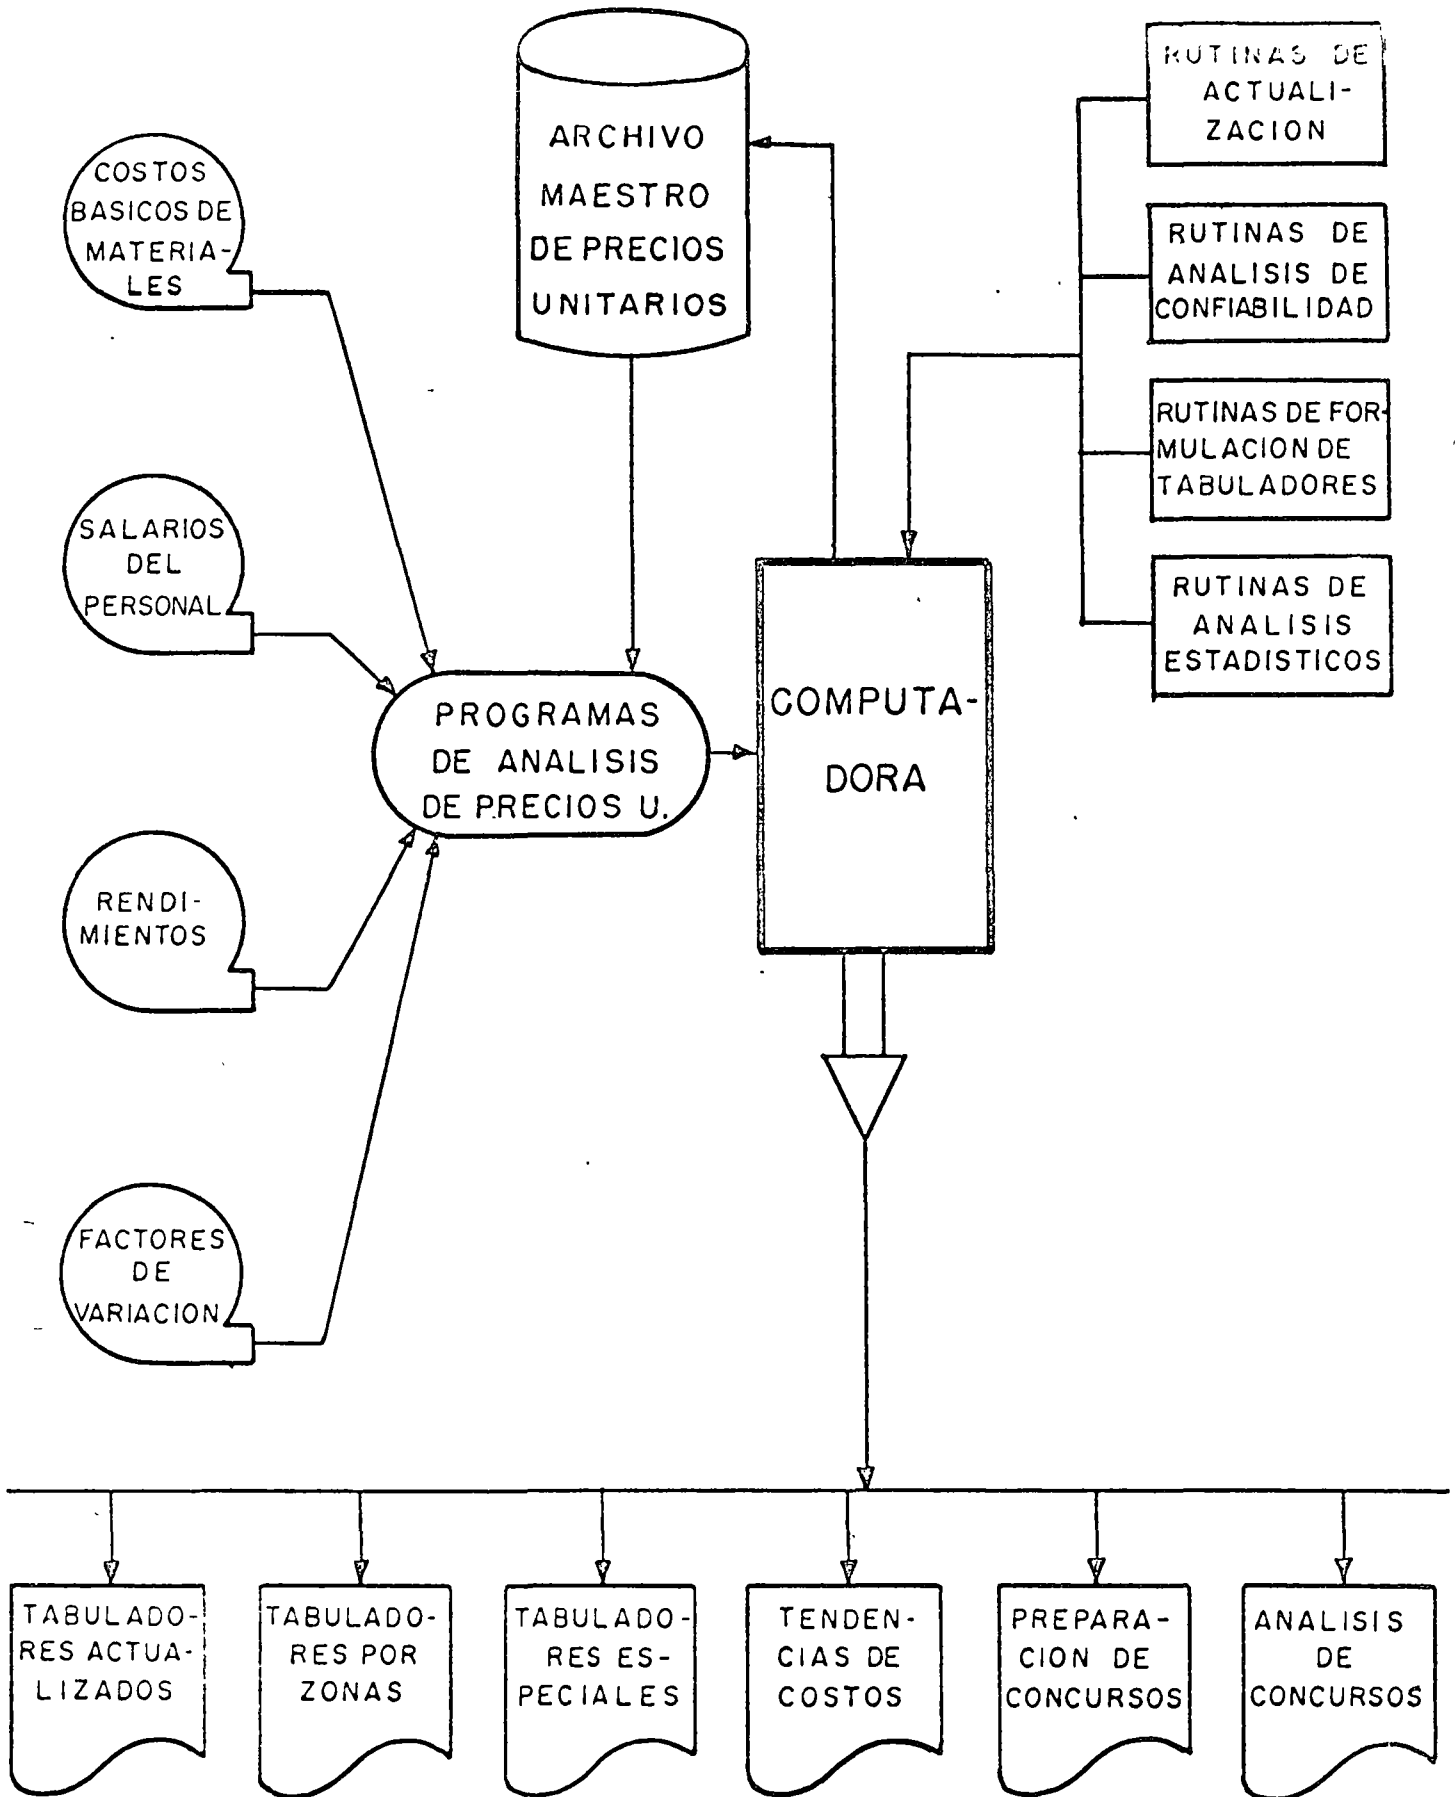 COSTOS
BASICOS DE
MATERIA-
LES
ARCHIVO
MAESTRO
DE PRECIOS
UNITARIOS
RUTINAS DE
ACTUALI-
ZACION
RUTINAS DE
ANALISIS DE
CONFIABILIDAD
RUTINAS DE FOR-
MULACION DE
TABULADORES
RUTINAS DE
ANALISIS
ESTADISTICOS
SALARIOS
DEL
PERSONAL
PROGRAMAS
DE ANALISIS
DE PRECIOS U.
COMPUTA-
DORA
RENDI-
MIENTOS
FACTORES
DE
VARIACION
TABULADO-
RES ACTUA-
LIZADOS
TABULADO-
RES POR
ZONAS
TABULADO-
RES ES-
PECIALES
TENDEN-
CIAS DE
COSTOS
PREPARA-
CION DE
CONCURSOS
ANALISIS
DE
CONCURSOS